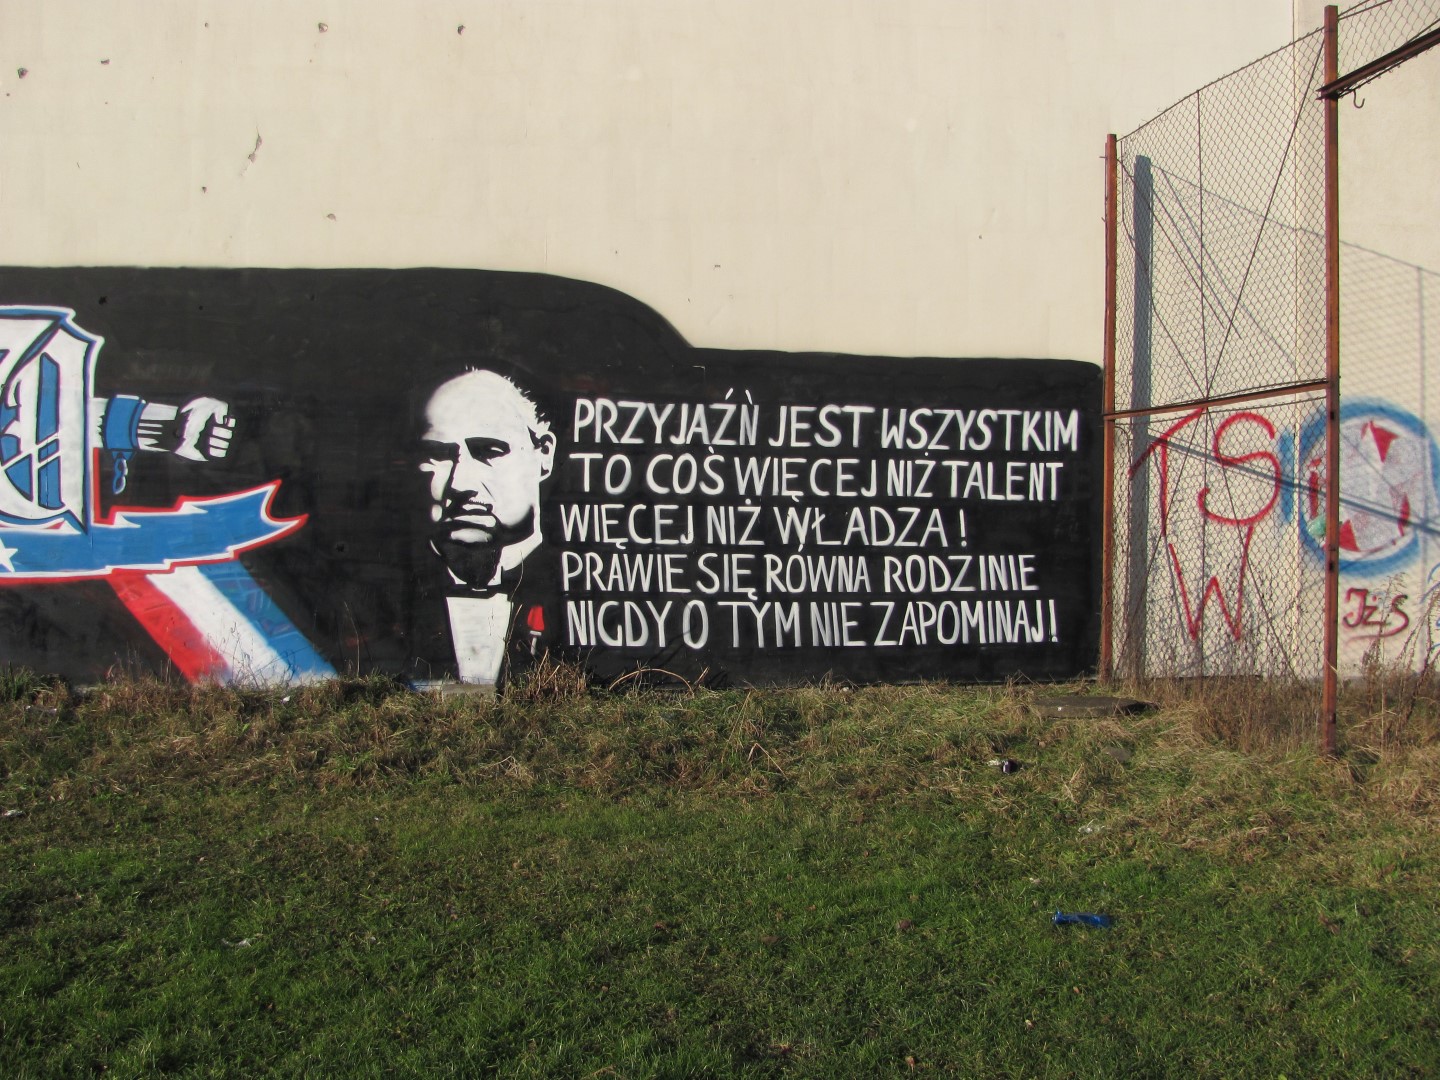 PRZYJAŹŃ JEST WSZYSTKIM
TO COŚ WIĘCEJ NIŻ TALENT
WIĘCEJ NIŻ WŁADZA!
PRAWIE SIĘ RÓWNA RODZINIE
NIGDY O TYM NIE ZAPOMINAJ!
TS
W
JŻS